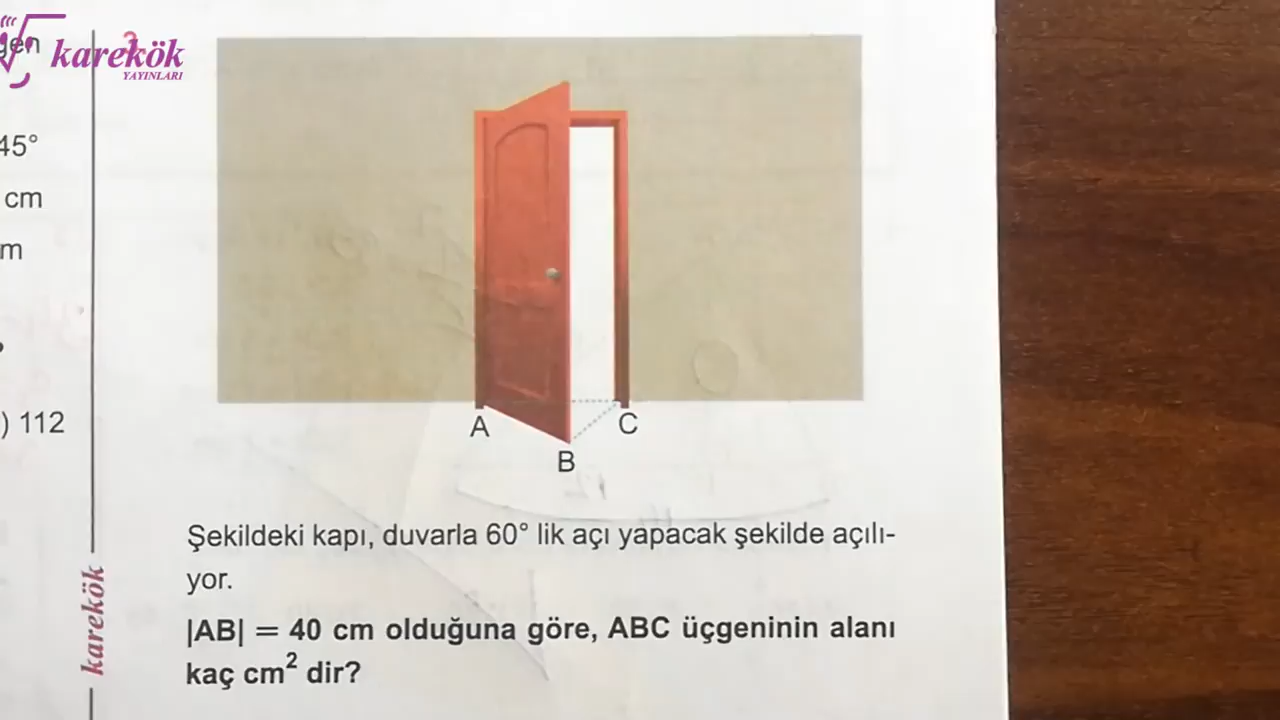 karekök
YAYINLARI
3.
45°
cm
m
) 112
A
C
B
karekök
Şekildeki kapı, duvarla 60° lik açı yapacak şekilde açılı-
yor.
|AB| = 40 cm olduğuna göre, ABC üçgeninin alanı
kaç cm² dir?